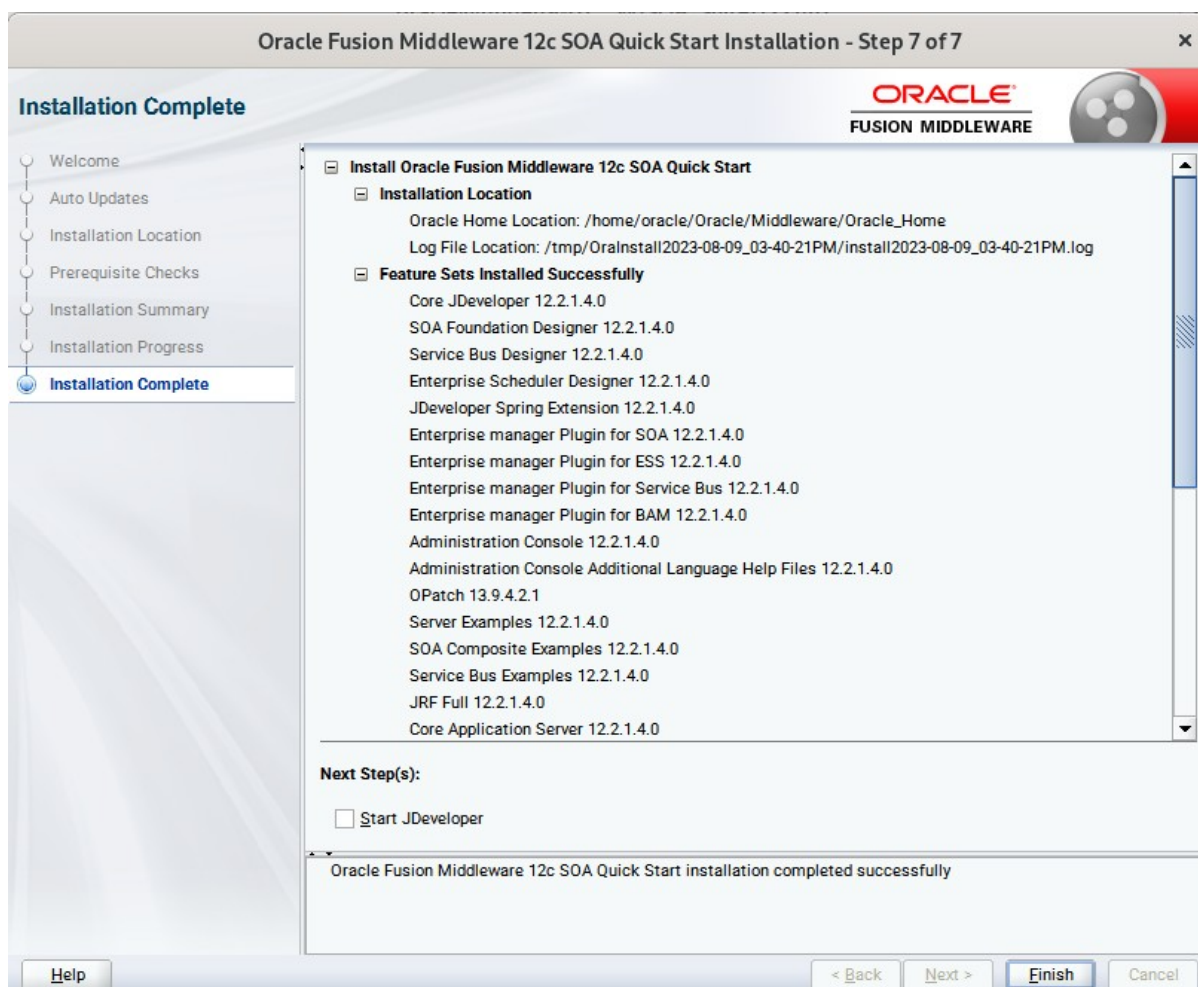 Oracle Fusion Middleware 12c SOA Quick Start Installation - Step 7 of 7
Installation Complete
ORACLE
FUSION MIDDLEWARE
Welcome
Auto Updates
Installation Location
Prerequisite Checks
Installation Summary
Installation Progress
Installation Complete
Install Oracle Fusion Middleware 12c SOA Quick Start
Installation Location
Oracle Home Location: /home/oracle/Oracle/Middleware/Oracle_Home
Log File Location: /tmp/OraInstall2023-08-09_03-40-21PM/install2023-08-09_03-40-21PM.log
Feature Sets Installed Successfully
Core JDeveloper 12.2.1.4.0
SOA Foundation Designer 12.2.1.4.0
Service Bus Designer 12.2.1.4.0
Enterprise Scheduler Designer 12.2.1.4.0
JDeveloper Spring Extension 12.2.1.4.0
Enterprise manager Plugin for SOA 12.2.1.4.0
Enterprise manager Plugin for ESS 12.2.1.4.0
Enterprise manager Plugin for Service Bus 12.2.1.4.0
Enterprise manager Plugin for BAM 12.2.1.4.0
Administration Console 12.2.1.4.0
Administration Console Additional Language Help Files 12.2.1.4.0
OPatch 13.9.4.2.1
Server Examples 12.2.1.4.0
SOA Composite Examples 12.2.1.4.0
Service Bus Examples 12.2.1.4.0
JRF Full 12.2.1.4.0
Core Application Server 12.2.1.4.0
Next Step(s):
Start JDeveloper
Oracle Fusion Middleware 12c SOA Quick Start installation completed successfully
Help
< Back
Next >
Finish
Cancel